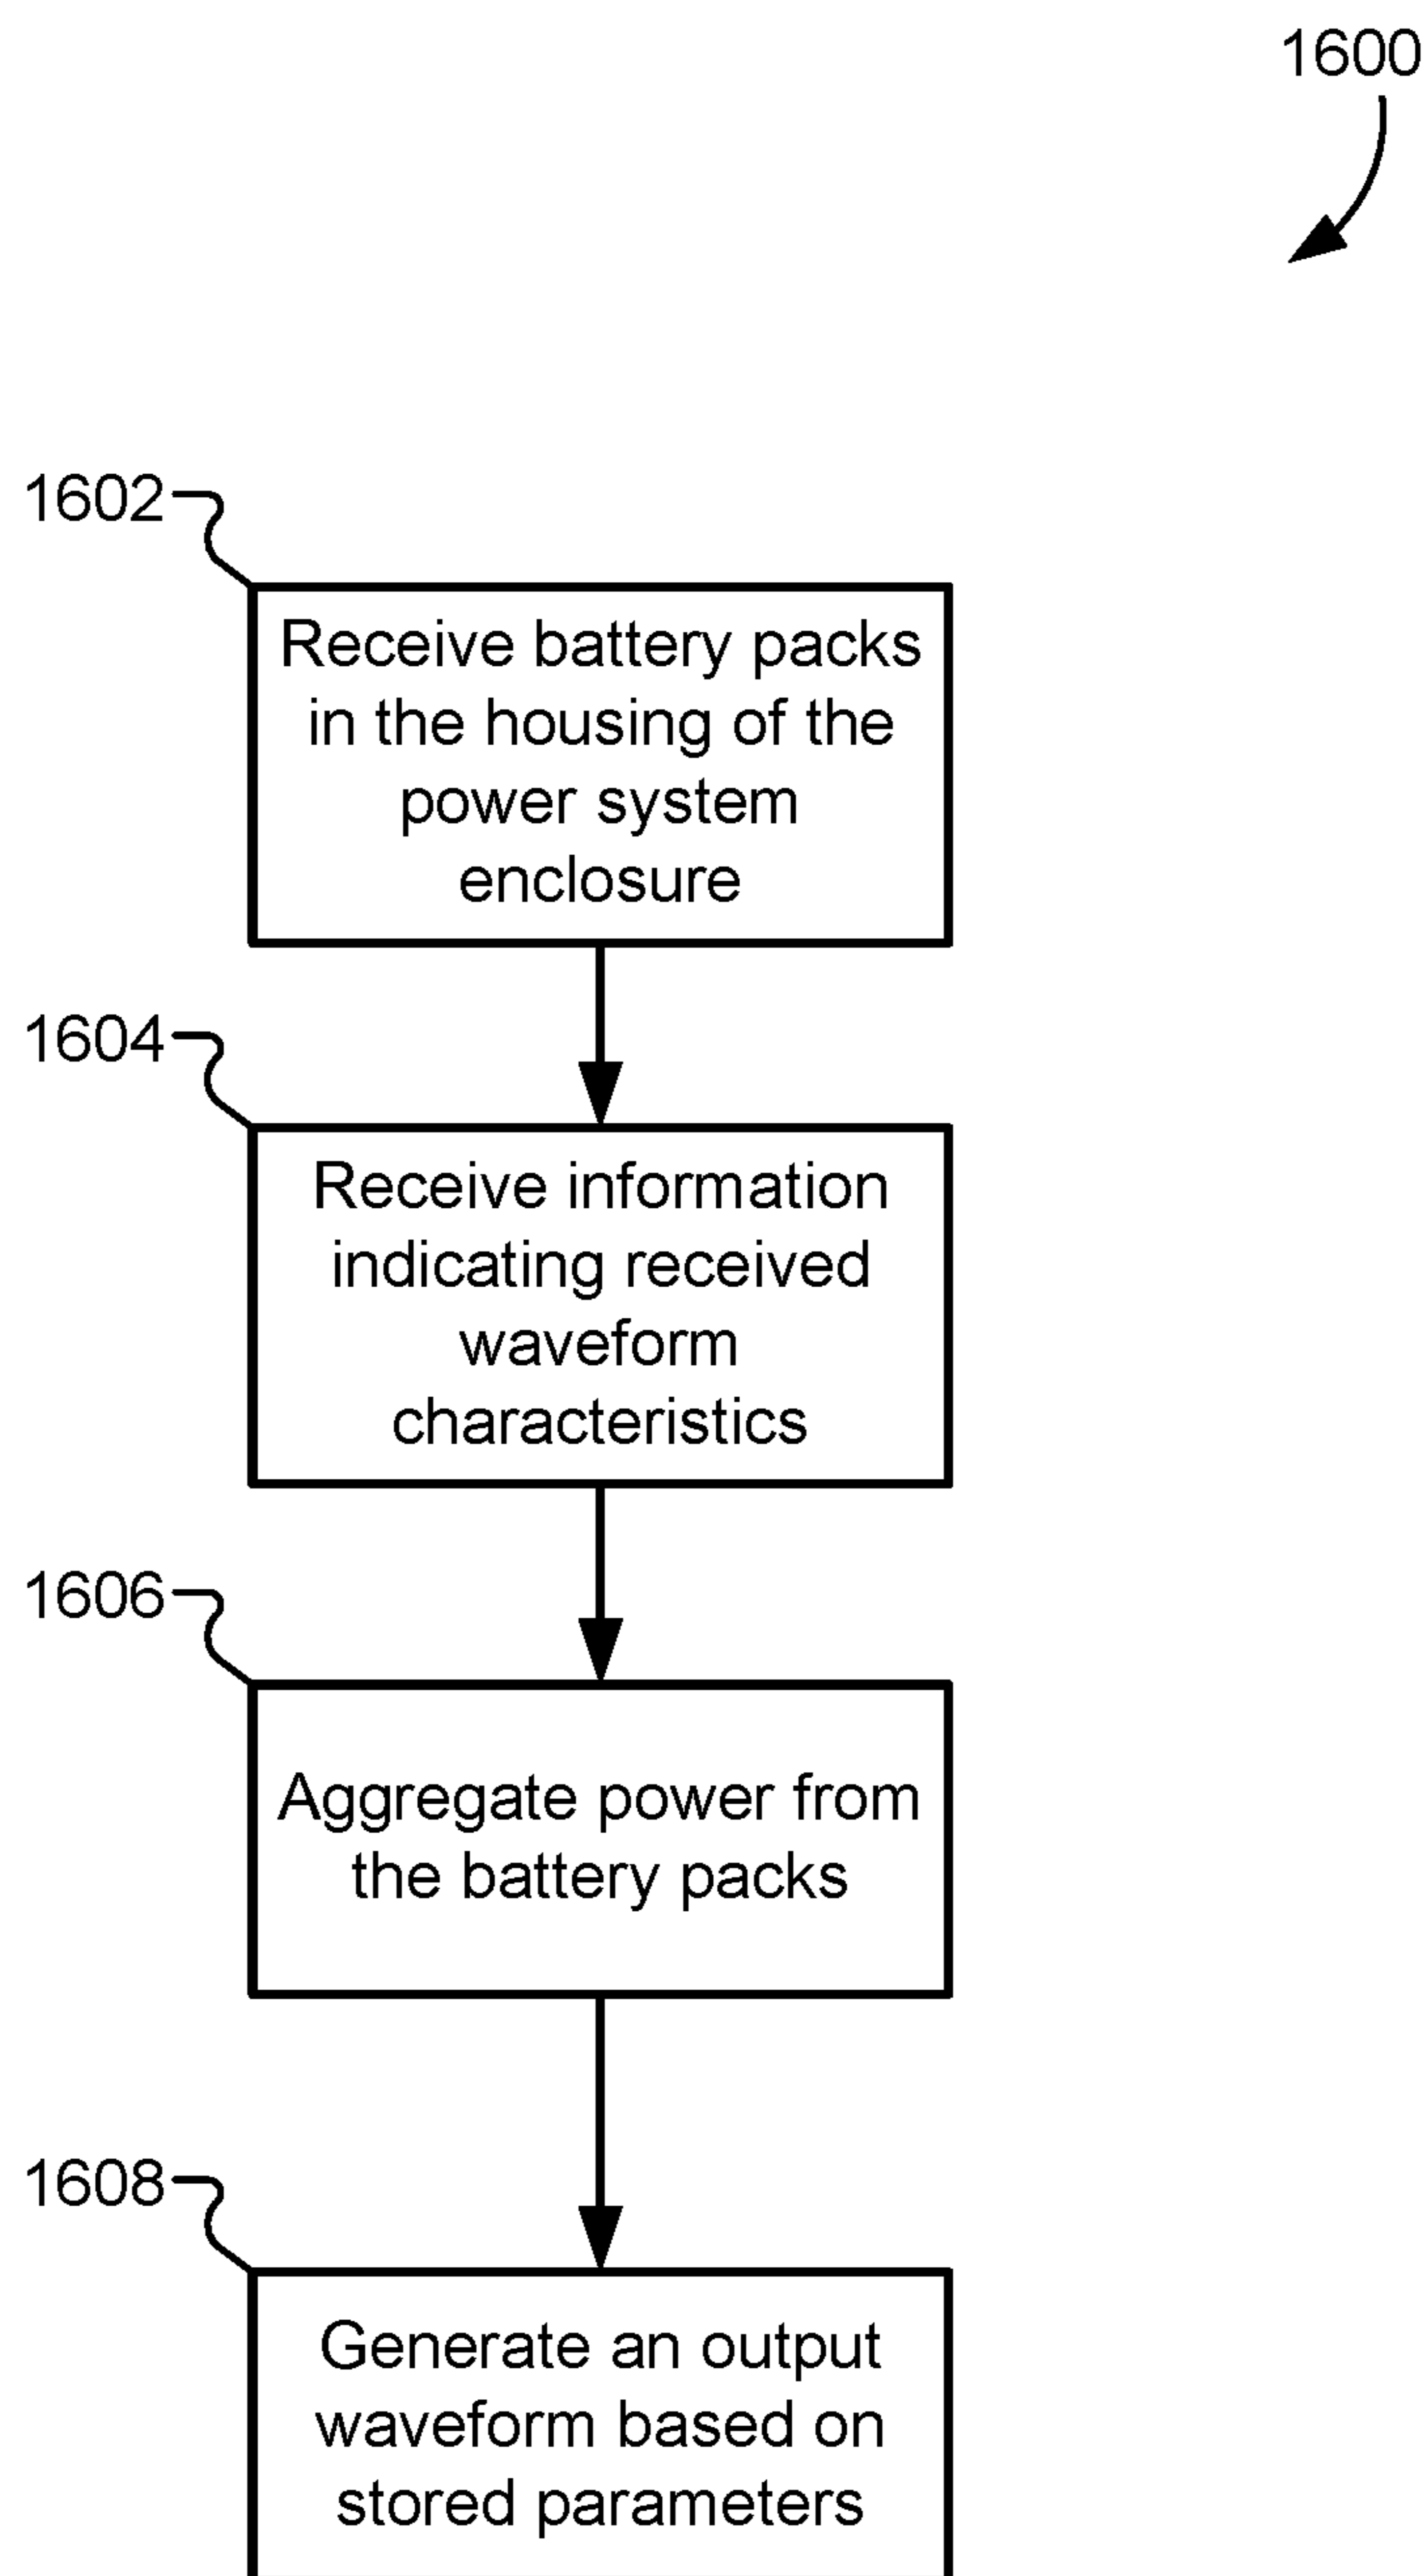 1600
1602
Receive battery packs
in the housing of the
power system
enclosure
1604
Receive information
indicating received
waveform
characteristics
1606
Aggregate power from
the battery packs
1608
Generate an output
waveform based on
stored parameters